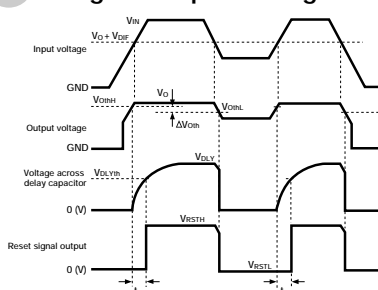 VIN
VO + VDIF
Input voltage
GND
VOthH
VO
VOthL
Output voltage
ΔVOth
GND
VDLY
Voltage across
delay capacitor
VDLYth
0 (V)
VRSTH
Reset signal output
0 (V)
VRSTL